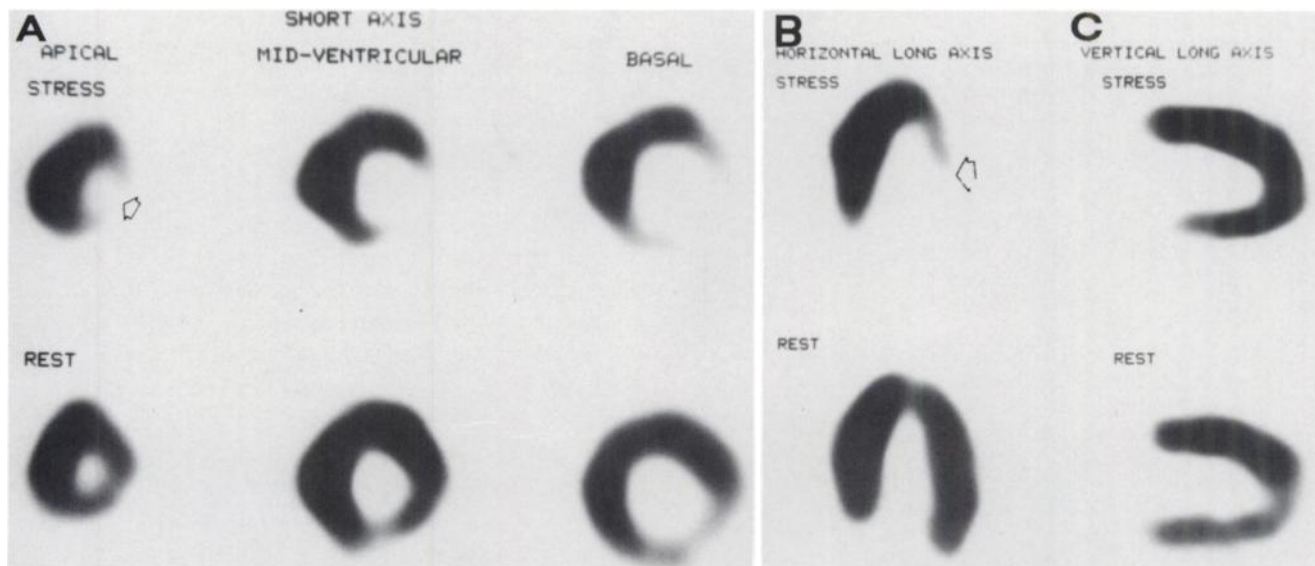 A
SHORT AXIS
APICAL
MID-VENTRICULAR
BASAL
STRESS
REST
B
HORIZONTAL LONG AXIS
STRESS
REST
C
VERTICAL LONG AXIS
STRESS
REST